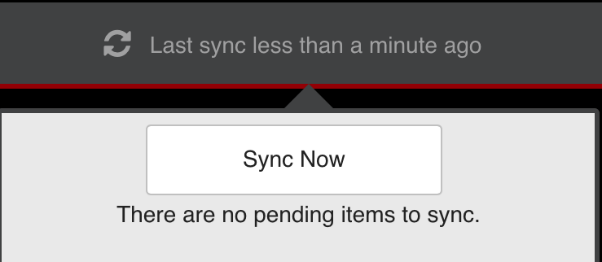 Last sync less than a minute ago
Sync Now
There are no pending items to sync.